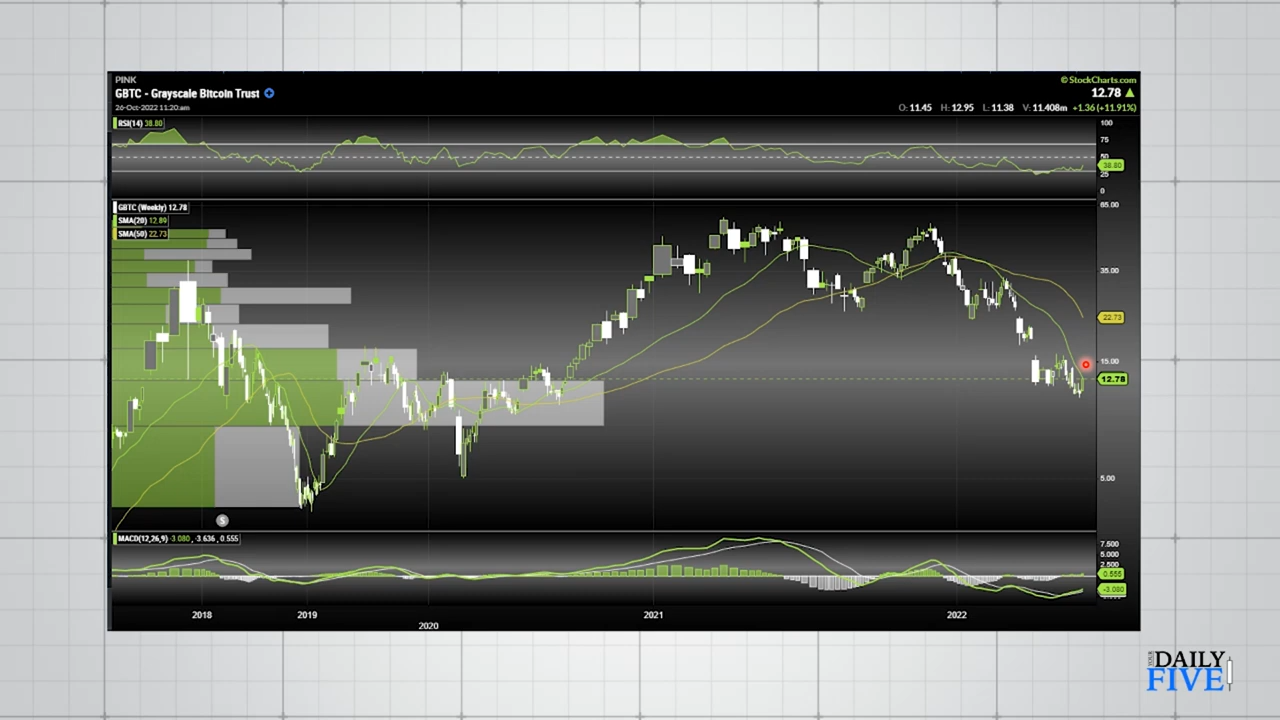 PINK
© StockCharts.com
GBTC - Grayscale Bitcoin Trust
12.78
26-Oct-2022 11:20am
O: 11.45 H: 12.95 L: 11.38 V: 11.408m +1.36 (+11.91%)
RSI(14) 38.80
100
75
50
38.80
25
0
GBTC (Weekly) 12.78
SMA(20) 12.89
SMA(50) 22.73
65.00
35.00
22.73
15.00
12.78
5.00
S
MACD(12,26,9) -3.080, -3.636, 0.555
7.500
5.000
2.500
0.555
-3.080
2018
2019
2020
2021
2022
YOUR
DAILY
FIVE